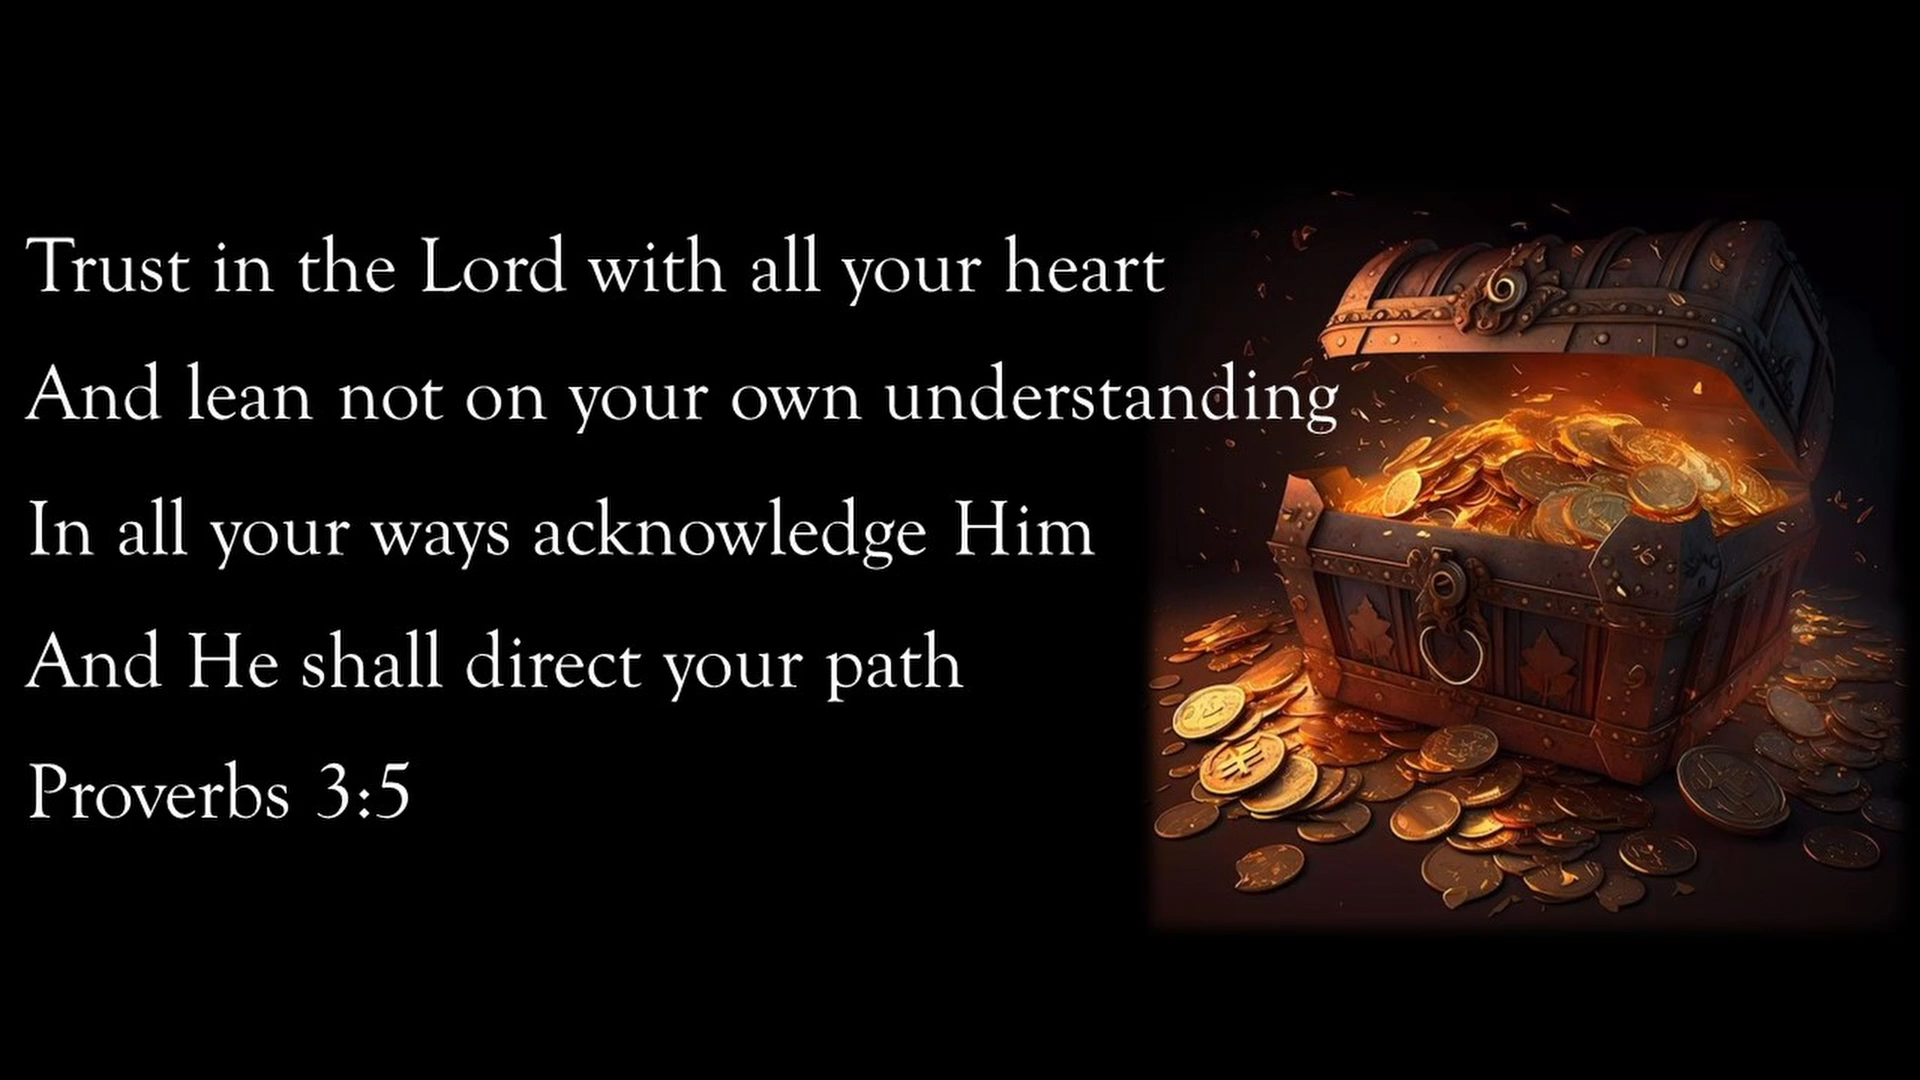 Trust in the Lord with all your heart
And lean not on your own understanding
In all your ways acknowledge Him
And He shall direct your path
Proverbs 3:5